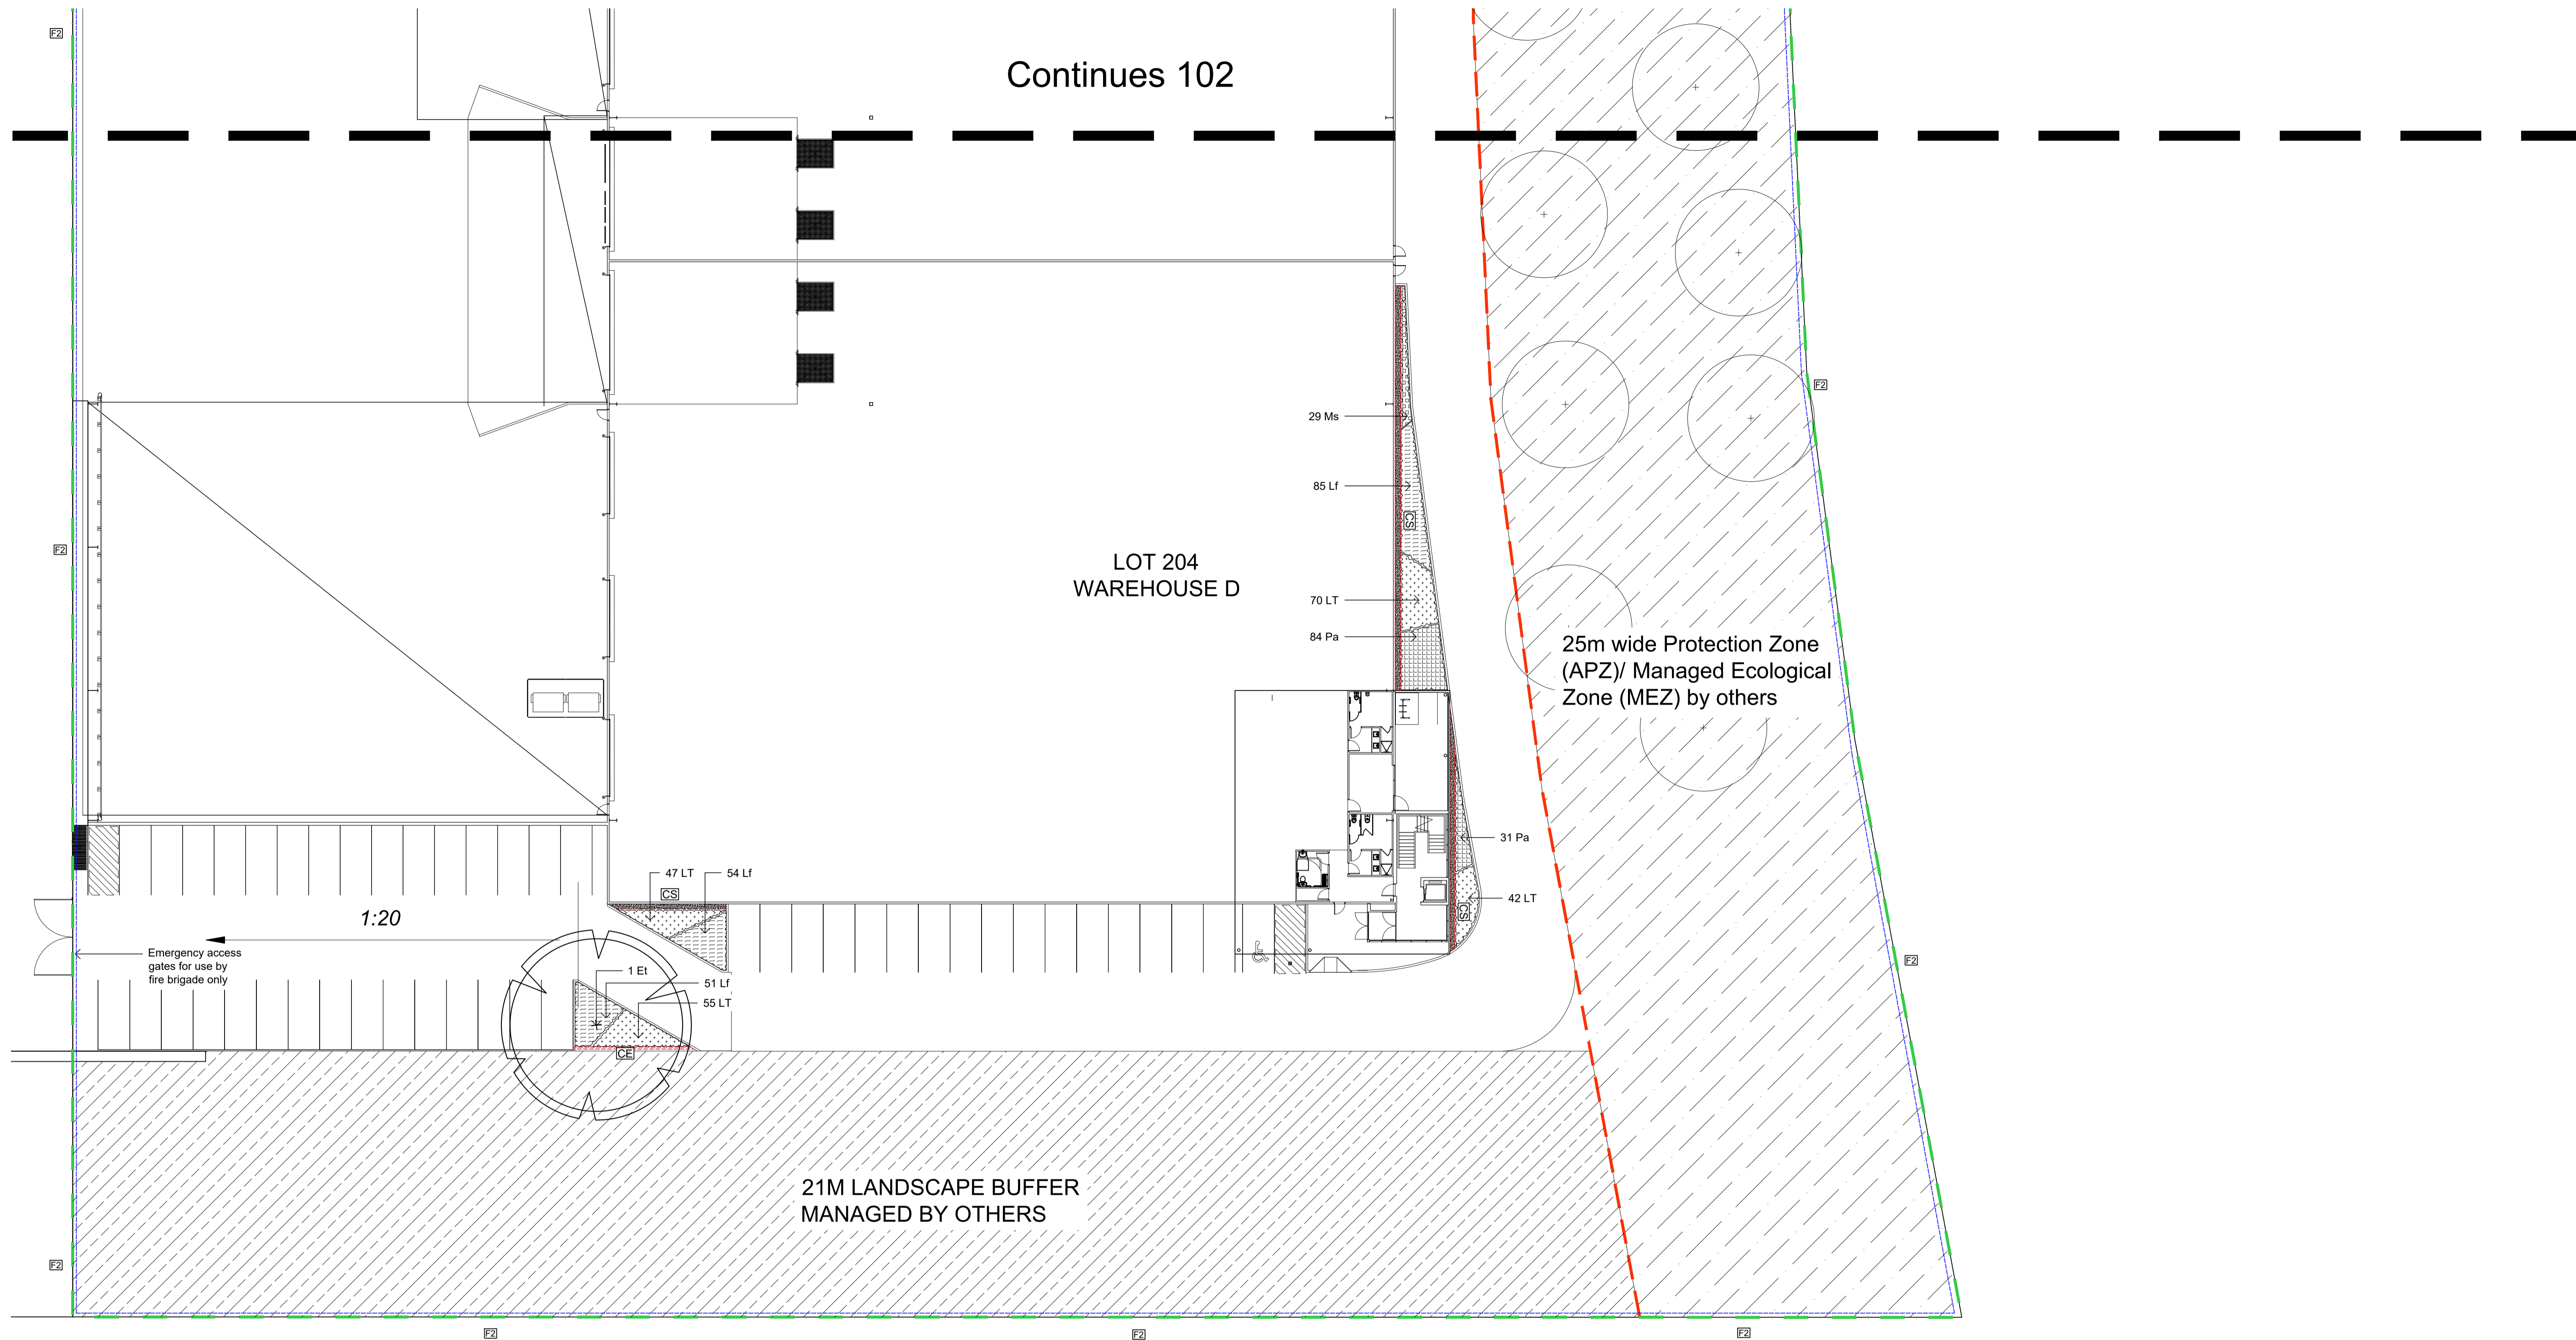 F2
Continues 102
F2
29 Ms
85 Lf
CS
F2
LOT 204
WAREHOUSE D
70 LT
84 Pa
25m wide Protection Zone
(APZ)/ Managed Ecological
Zone (MEZ) by others
31 Pa
47 LT
54 Lf
CS
42 LT
CS
1:20
Emergency access
gates for use by
fire brigade only
F2
1 Et
51 Lf
55 LT
CE
21M LANDSCAPE BUFFER
MANAGED BY OTHERS
F2
F2
F2
F2